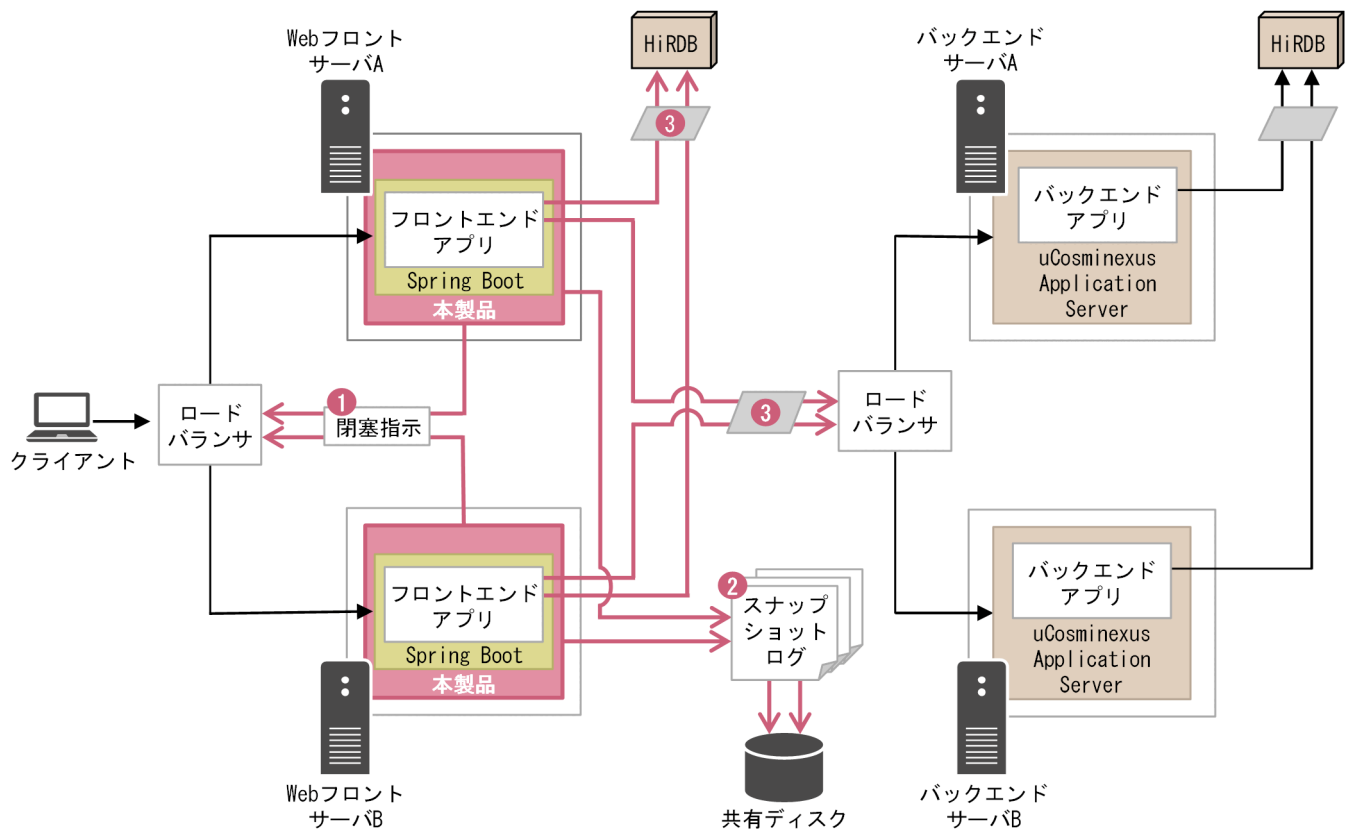 Webフロント
サーバA
HiRDB
バックエンド
サーバA
HiRDB
3
フロントエンド
アプリ
Spring Boot
本製品
バックエンド
アプリ
uCosminexus
Application
Server
クライアント
ロード
バランサ
1
閉塞指示
3
ロード
バランサ
フロントエンド
アプリ
Spring Boot
本製品
2
スナップ
ショット
ログ
バックエンド
アプリ
uCosminexus
Application
Server
Webフロント
サーバB
共有ディスク
バックエンド
サーバB